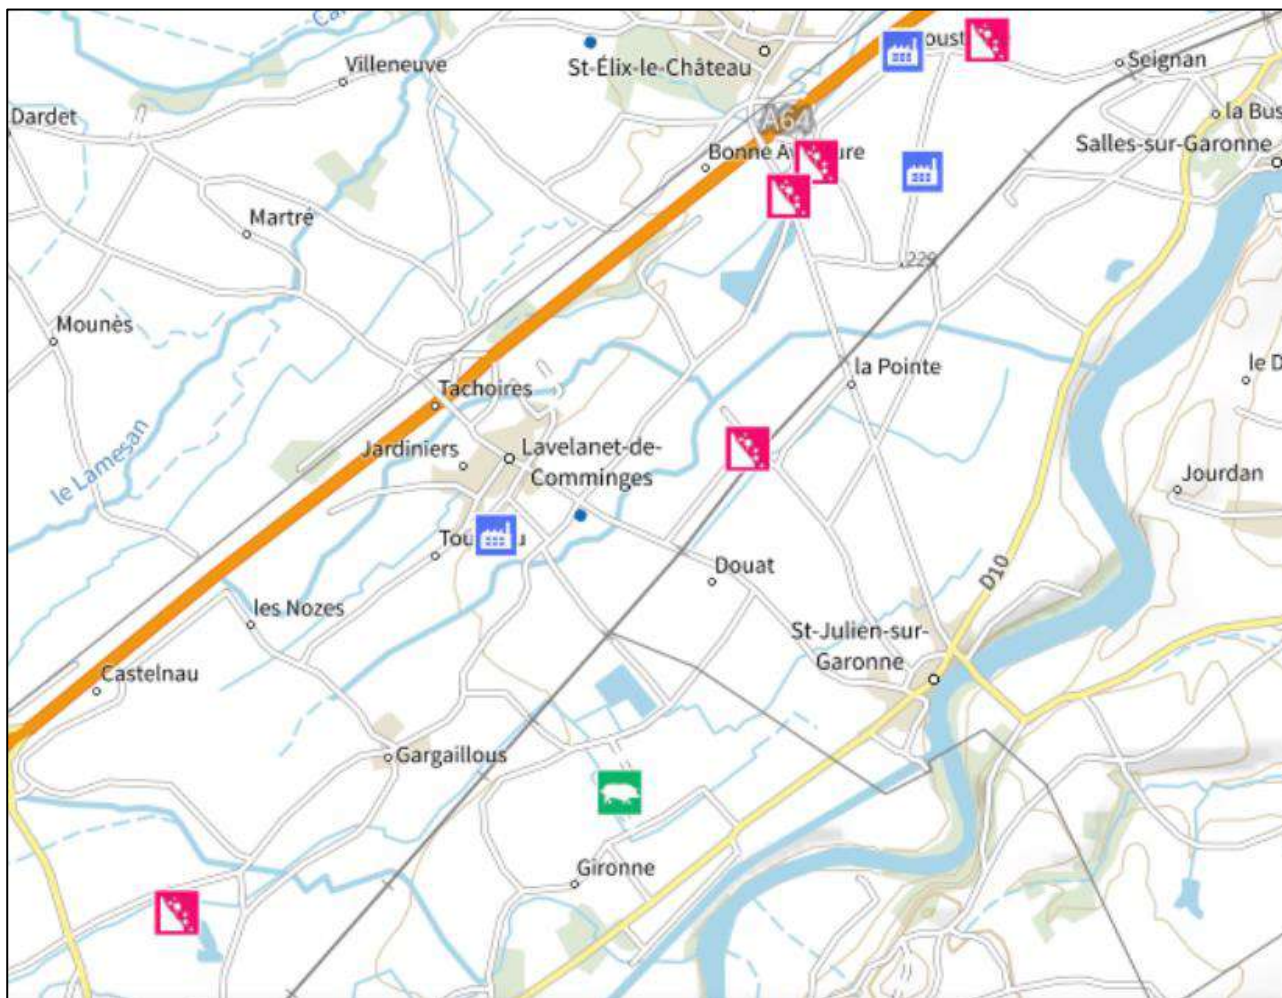 Villeneuve
St-Élix-le-Château
Seignan
Dardet
A64
la Bus
Salles-sur-Garonne
Martré
229
Mounès
la Pointe
le D
Tachoires
Jardiniers
Lavelanet-de-
Comminges
le Lamesan
Jourdan
Douat
D10
les Nozes
St-Julien-sur-
Garonne
Castelnau
Gargaillous
Gironne